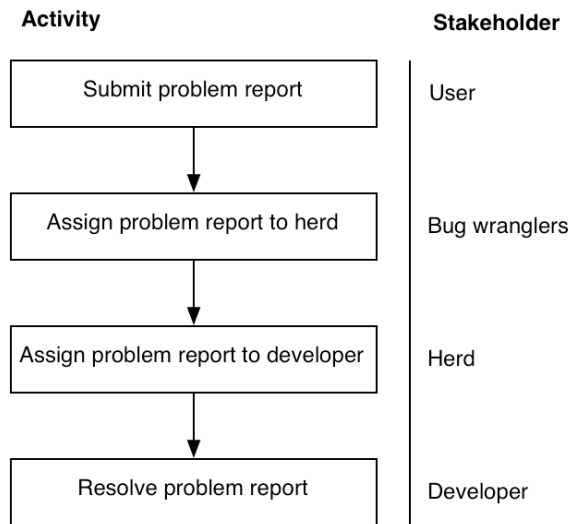 Activity
Stakeholder
Submit problem report
User
Assign problem report to herd
Bug wranglers
Assign problem report to developer
Herd
Resolve problem report
Developer